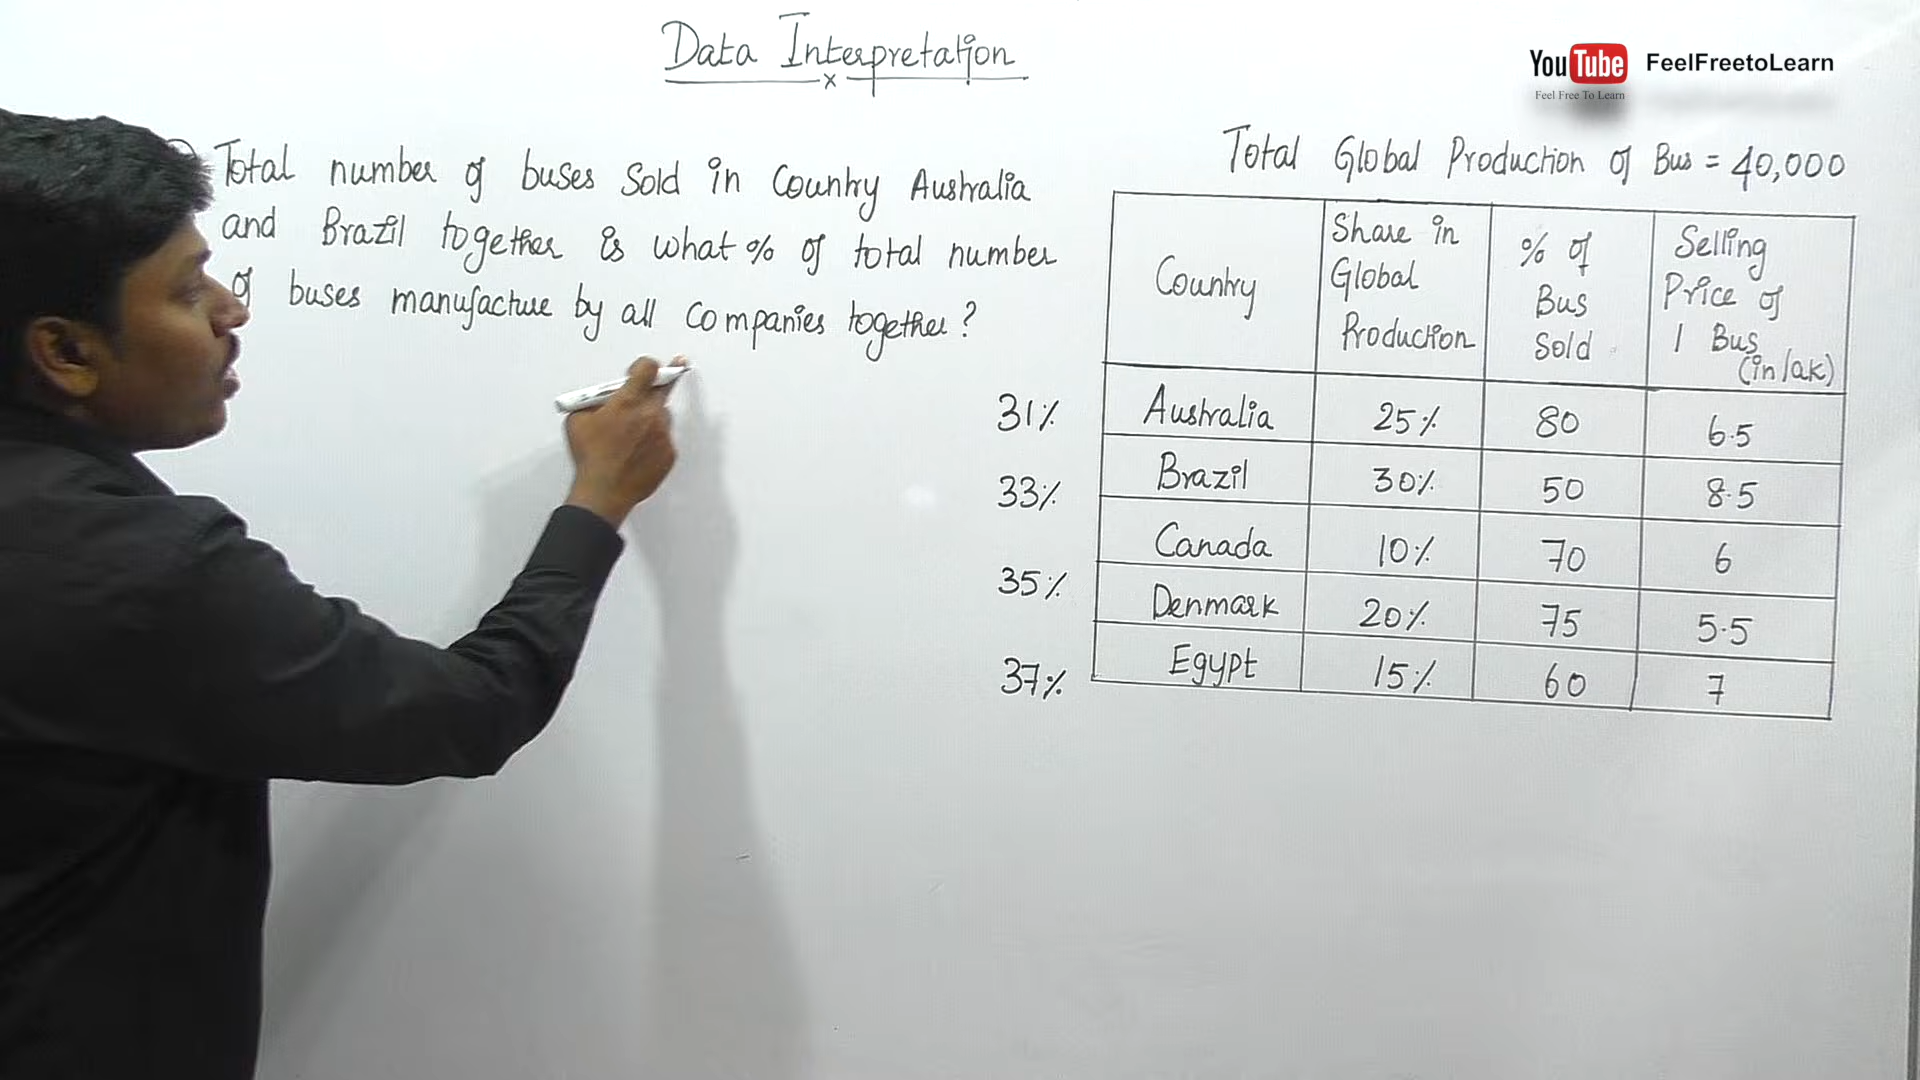 Data Interpretation
x
YouTube FeelFreetoLearn
Feel Free To Learn
Total number of buses Sold in Country Australia
and Brazil together is what % of total number
of buses manufacture by all companies together?
31%
33%
35%
37%
Total Global Production of Bus = 40,000
Country | Share in Global Production | % of Bus Sold | Selling Price of 1 Bus (in lak)
Australia 25% 80 6.5
Brazil 30% 50 8.5
Canada 10% 70 6
Denmark 20% 75 5.5
Egypt 15% 60 7